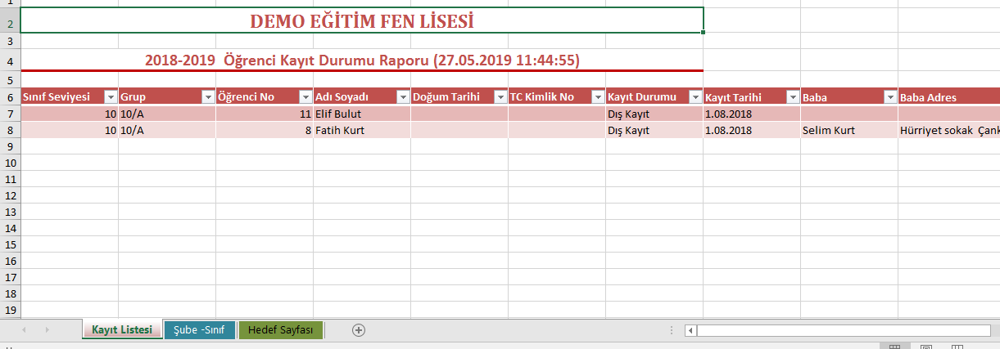 1
2 DEMO EĞİTİM FEN LİSESİ
3
4 2018-2019 Öğrenci Kayıt Durumu Raporu (27.05.2019 11:44:55)
5
6 Sınıf Seviyesi Grup Öğrenci No Adı Soyadı Doğum Tarihi TC Kimlik No Kayıt Durumu Kayıt Tarihi Baba Baba Adres
7 10 10/A 11 Elif Bulut Dış Kayıt 1.08.2018
8 10 10/A 8 Fatih Kurt Dış Kayıt 1.08.2018 Selim Kurt Hürriyet sokak Çank
9
10
11
12
13
14
15
16
17
18
19
Kayıt Listesi Şube -Sınıf Hedef Sayfası